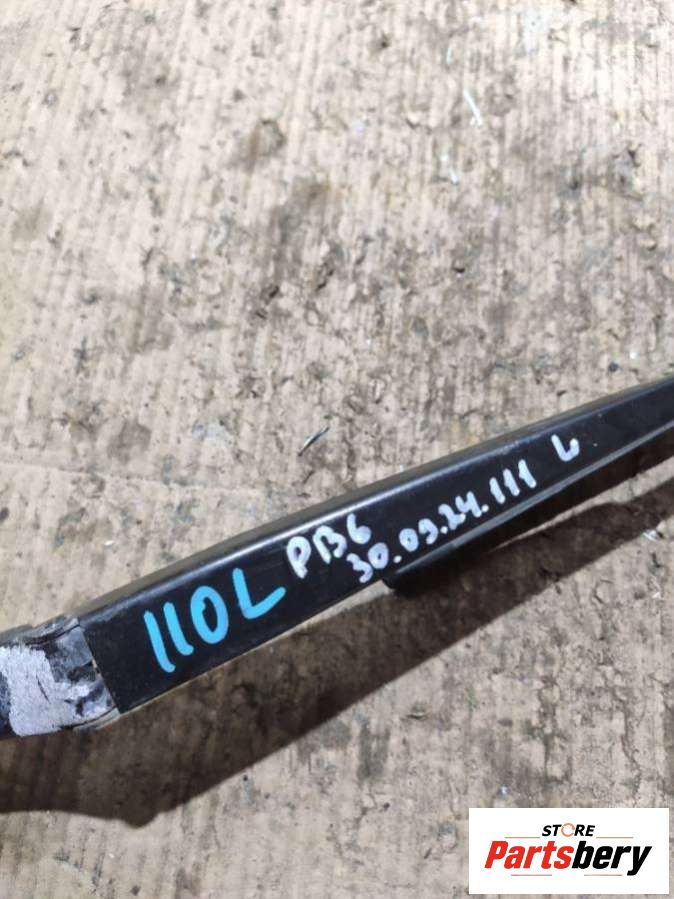 110L
PB6
30.09.24.111 L
STORE
Partsbery